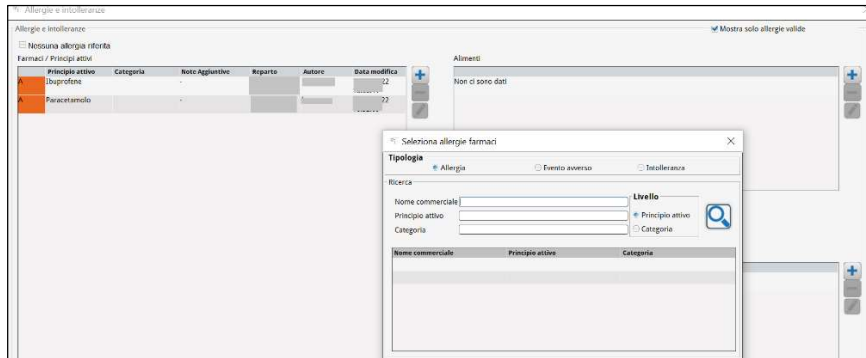 Allergie e intolleranze
Allergie e intolleranze
Mostra solo allergie valide
Nessuna allergia riferita
Farmaci / Principi attivi
Principio attivo Categoria Note Aggiuntive Reparto Autore Data modifica
A Ibuprofene - 22
A Paracetamolo - 22
Alimenti
Non ci sono dati
Seleziona allergie farmaci
Tipologia
Allergia Evento avverso Intolleranza
Ricerca
Nome commerciale
Principio attivo
Categoria
Livello
Principio attivo
Categoria
Nome commerciale Principio attivo Categoria